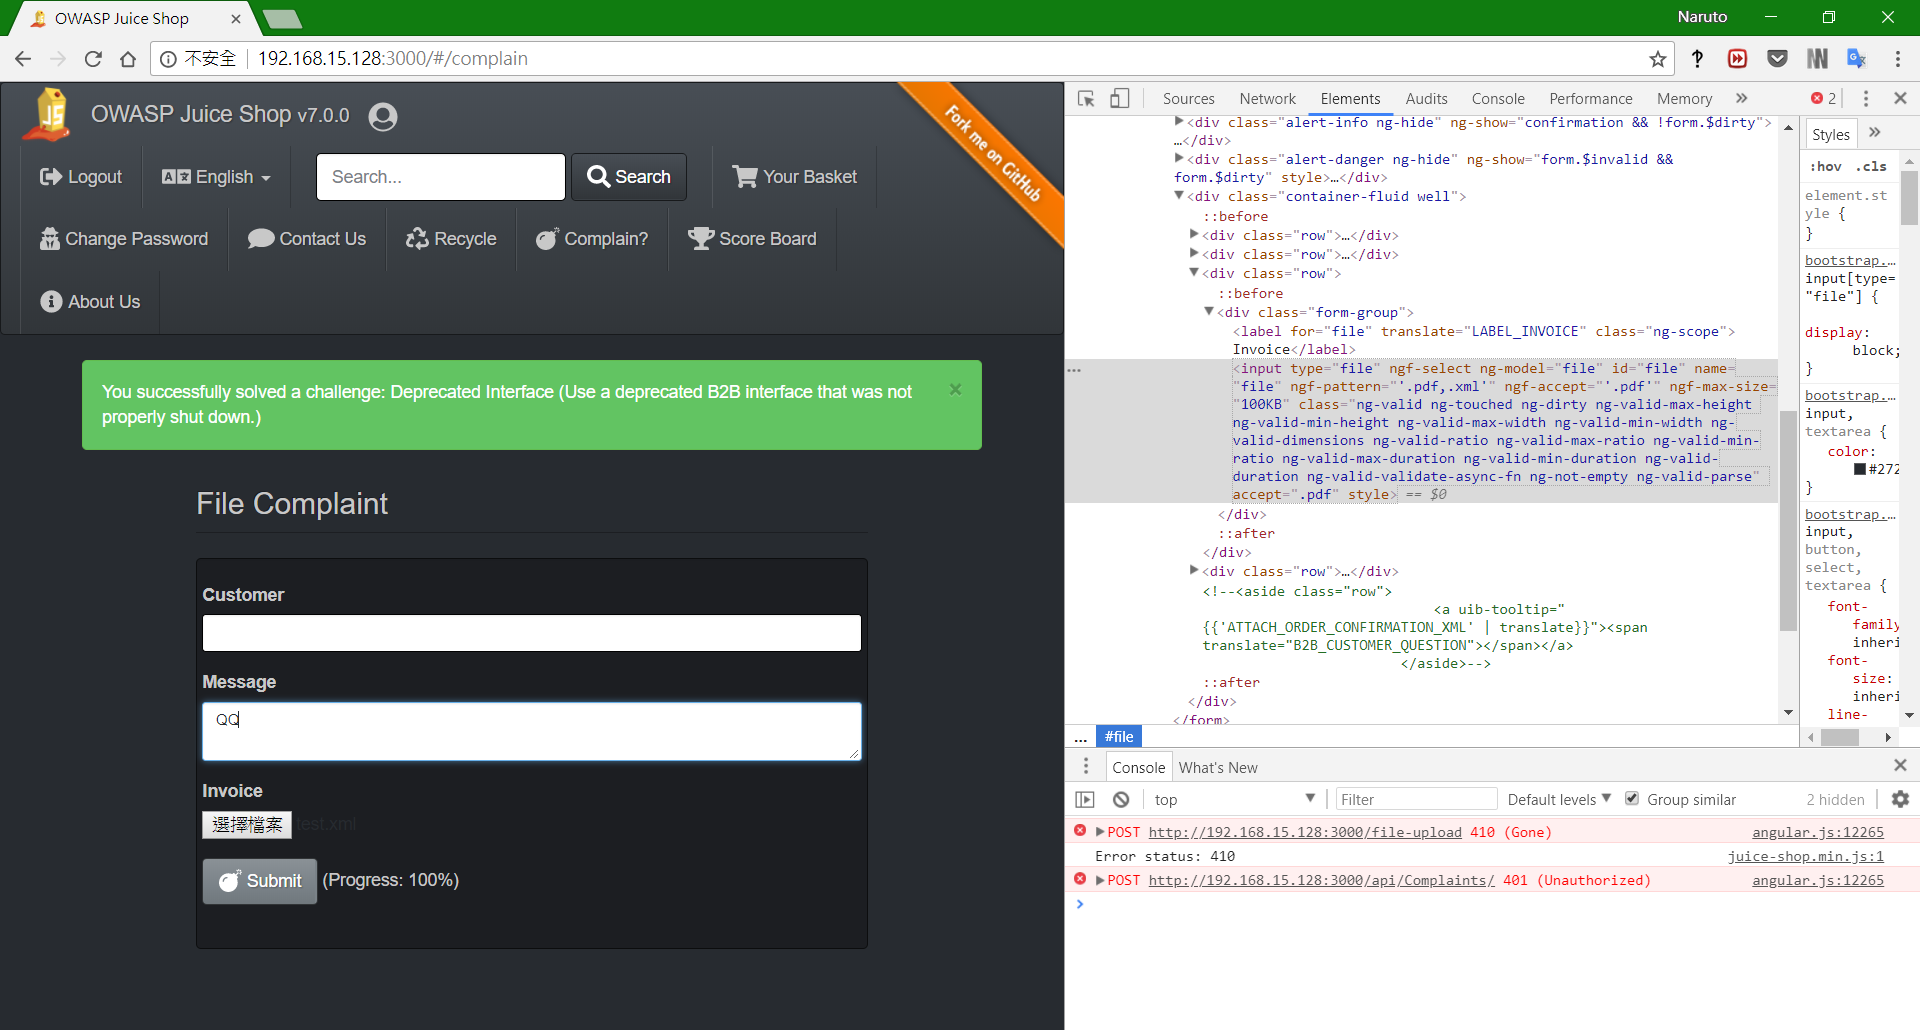 OWASP Juice Shop
Naruto
不安全
192.168.15.128:3000/#/complain
OWASP Juice Shop v7.0.0
Fork me on GitHub
Logout
English
Search...
Search
Your Basket
Change Password
Contact Us
Recycle
Complain?
Score Board
About Us
You successfully solved a challenge: Deprecated Interface (Use a deprecated B2B interface that was not
properly shut down.)
×
File Complaint
Customer
Message
QQ
Invoice
選擇檔案 test.xml
Submit (Progress: 100%)
Sources Network Elements Audits Console Performance Memory » 2
<div class="alert-info ng-hide" ng-show="confirmation && !form.$dirty">
…</div>
<div class="alert-danger ng-hide" ng-show="form.$invalid &&
form.$dirty" style>…</div>
<div class="container-fluid well">
::before
<div class="row">…</div>
<div class="row">…</div>
<div class="row">
::before
<div class="form-group">
<label for="file" translate="LABEL_INVOICE" class="ng-scope">
Invoice</label>
<input type="file" ngf-select ng-model="file" id="file" name=
"file" ngf-pattern="'.pdf,.xml'" ngf-accept="'.pdf'" ngf-max-size=
"100KB" class="ng-valid ng-touched ng-dirty ng-valid-max-height
ng-valid-min-height ng-valid-max-width ng-valid-min-width ng-
valid-dimensions ng-valid-ratio ng-valid-max-ratio ng-valid-min-
ratio ng-valid-max-duration ng-valid-min-duration ng-valid-
duration ng-valid-validate-async-fn ng-not-empty ng-valid-parse"
accept=".pdf" style> == $0
</div>
::after
</div>
<div class="row">…</div>
<!--<aside class="row">
<a uib-tooltip="
{{'ATTACH_ORDER_CONFIRMATION_XML' | translate}}"><span
translate="B2B_CUSTOMER_QUESTION"></span></a>
</aside>-->
::after
</div>
</form>
... #file
Styles »
:hov .cls
element.st
yle {
}
bootstrap.…
input[type=
"file"] {
display:
block;
}
bootstrap.…
input,
textarea {
color:
#272
}
bootstrap.…
input,
button,
select,
textarea {
font-
family
inheri
font-
size:
inheri
line-
Console What's New
top Filter Default levels Group similar 2 hidden
POST http://192.168.15.128:3000/file-upload 410 (Gone) angular.js:12265
Error status: 410 juice-shop.min.js:1
POST http://192.168.15.128:3000/api/Complaints/ 401 (Unauthorized) angular.js:12265
>